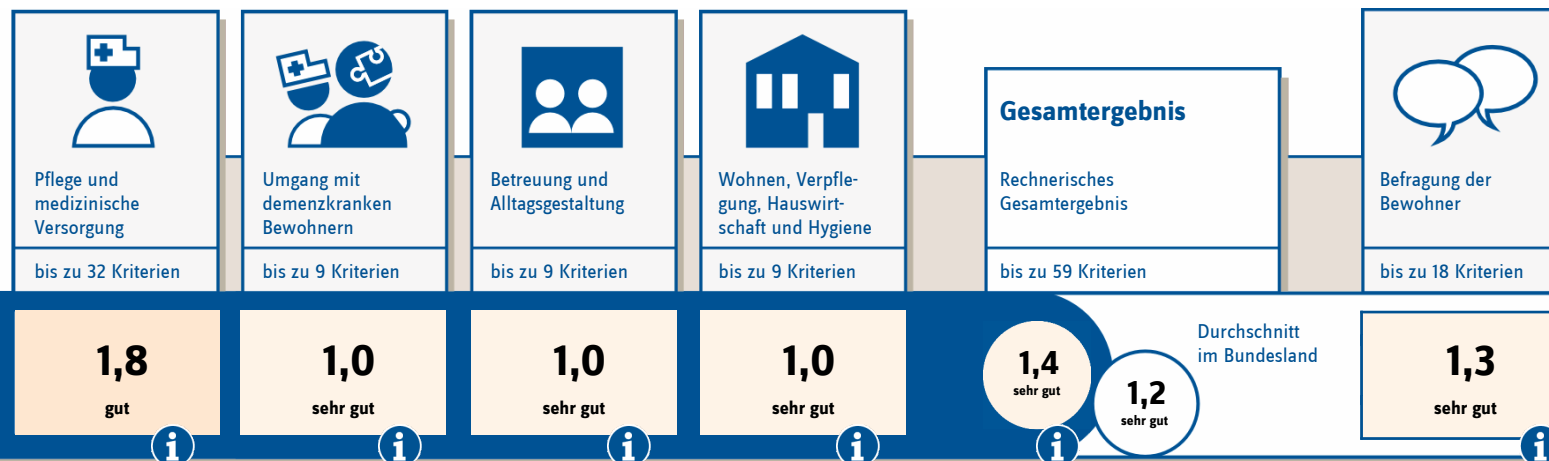 Pflege und
medizinische
Versorgung
bis zu 32 Kriterien
1,8
gut
i
Umgang mit
demenzkranken
Bewohnern
bis zu 9 Kriterien
1,0
sehr gut
i
Betreuung und
Alltagsgestaltung
bis zu 9 Kriterien
1,0
sehr gut
i
Wohnen, Verpfle-
gung, Hauswirt-
schaft und Hygiene
bis zu 9 Kriterien
1,0
sehr gut
i
Gesamtergebnis
Rechnerisches
Gesamtergebnis
bis zu 59 Kriterien
1,4
sehr gut
i
1,2
sehr gut
Durchschnitt
im Bundesland
Befragung der
Bewohner
bis zu 18 Kriterien
1,3
sehr gut
i